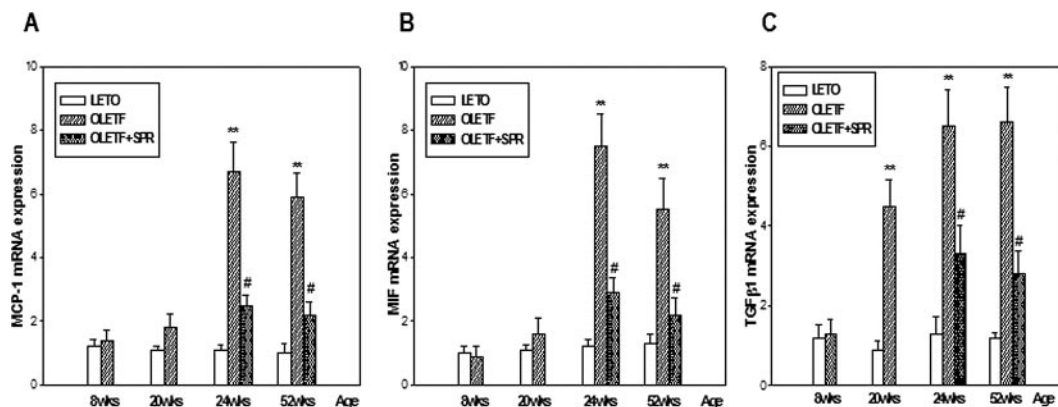 A
MCP-1 mRNA expression
10
8
6
4
2
0
LETO
OLETF
OLETF+SPR
**
**
#
#
8wks 20wks 24wks 52wks Age
B
MIF mRNA expression
10
8
6
4
2
0
LETO
OLETF
OLETF+SPR
**
**
#
#
8wks 20wks 24wks 52wks Age
C
TGFβ1 mRNA expression
8
6
4
2
0
LETO
OLETF
OLETF+SPR
**
**
**
#
#
8wks 20wks 24wks 52wks Age